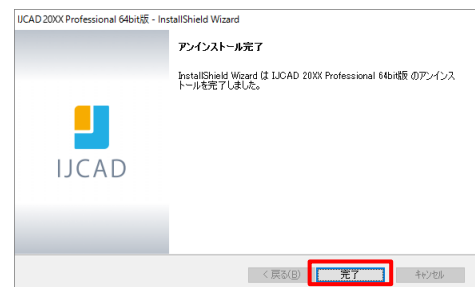 IJCAD 20XX Professional 64bit版 - InstallShield Wizard
アンインストール完了
InstallShield Wizard は IJCAD 20XX Professional 64bit版 のアンインス
トールを完了しました。
IJCAD
< 戻る(B)
完了
キャンセル